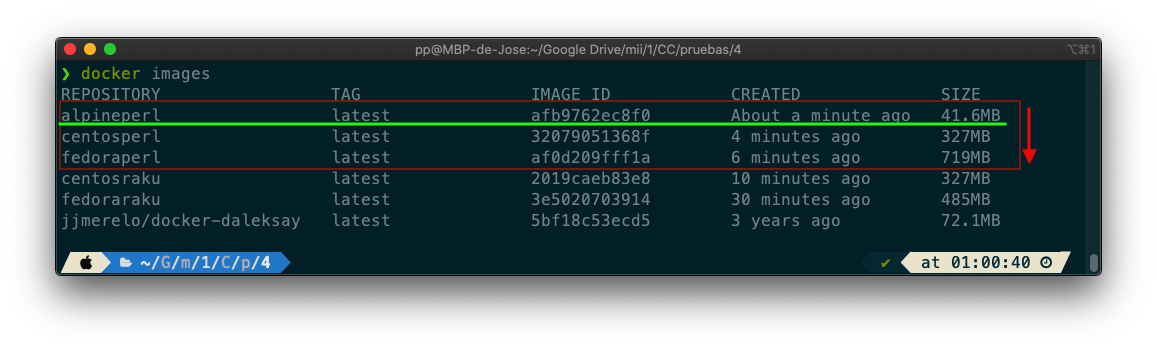 pp@MBP-de-Jose:~/Google Drive/mii/1/CC/pruebas/4 ⌥⌘1
❯ docker images
REPOSITORY TAG IMAGE ID CREATED SIZE
alpineperl latest afb9762ec8f0 About a minute ago 41.6MB
centosperl latest 32079051368f 4 minutes ago 327MB
fedoraperl latest af0d209fff1a 6 minutes ago 719MB
centosraku latest 2019caeb83e8 10 minutes ago 327MB
fedoraraku latest 3e5020703914 30 minutes ago 485MB
jjmerelo/docker-daleksay latest 5bf18c53ecd5 3 years ago 72.1MB
~/G/m/1/C/p/4 ✔ at 01:00:40